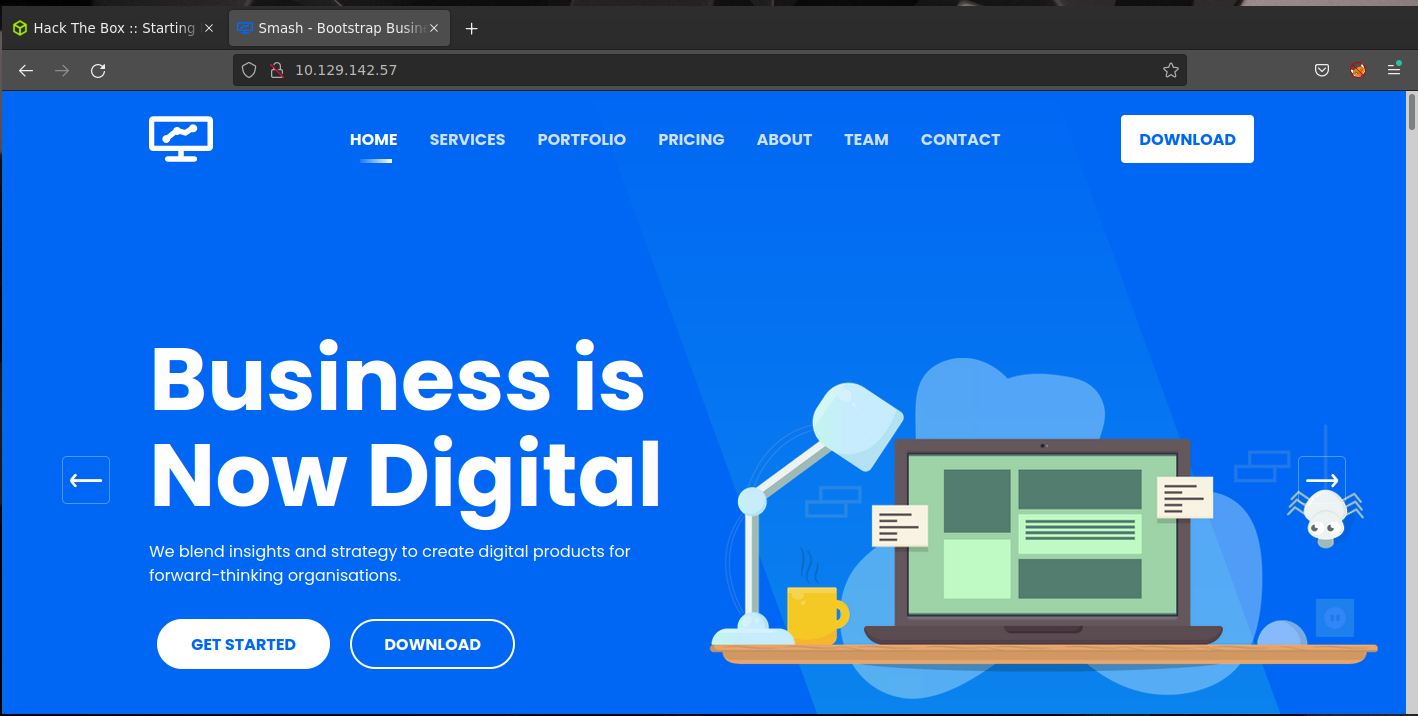 Hack The Box :: Starting
Smash - Bootstrap Busin
10.129.142.57
HOME SERVICES PORTFOLIO PRICING ABOUT TEAM CONTACT DOWNLOAD
Business is
Now Digital
We blend insights and strategy to create digital products for
forward-thinking organisations.
GET STARTED DOWNLOAD